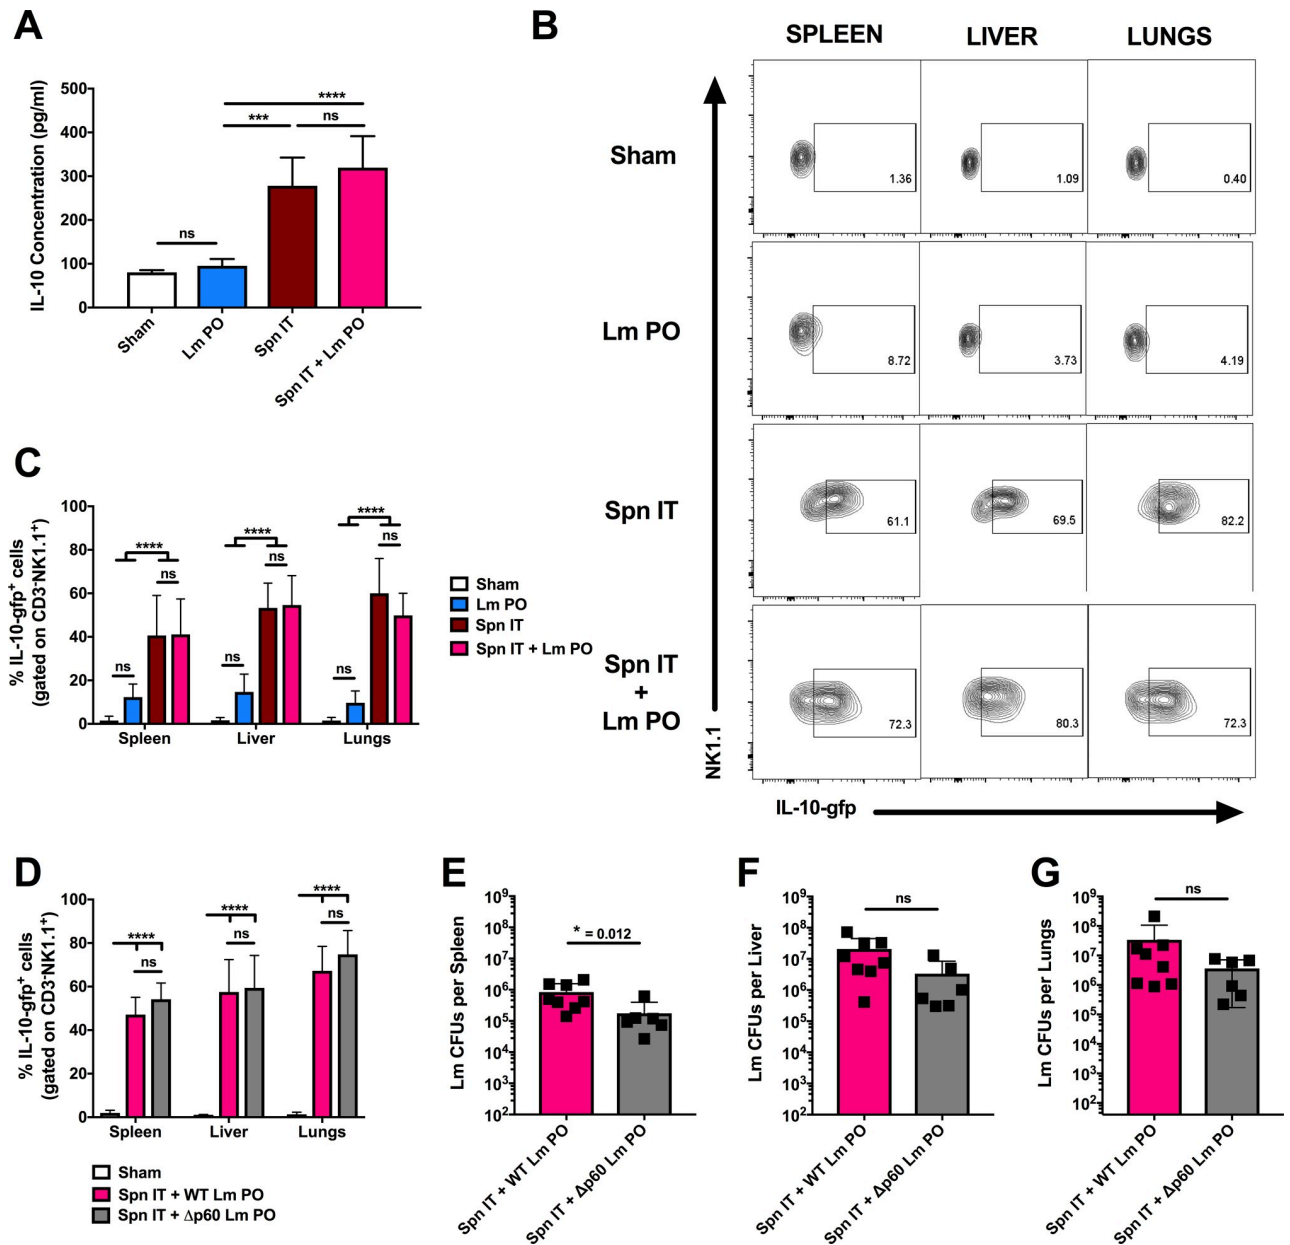 A
IL-10 Concentration (pg/ml)
500
400
300
200
100
0
****
***
ns
ns
Sham
Lm PO
Spn IT
Spn IT + Lm PO
B
SPLEEN
LIVER
LUNGS
Sham
1.36
1.09
0.40
Lm PO
8.72
3.73
4.19
Spn IT
61.1
69.5
82.2
Spn IT
+
Lm PO
72.3
80.3
72.3
NK1.1
IL-10-gfp
C
% IL-10-gfp⁺ cells
(gated on CD3⁻NK1.1⁺)
100
80
60
40
20
0
****
ns
ns
****
ns
ns
****
ns
ns
Spleen
Liver
Lungs
Sham
Lm PO
Spn IT
Spn IT + Lm PO
D
% IL-10-gfp⁺ cells
(gated on CD3⁻NK1.1⁺)
100
80
60
40
20
0
****
ns
****
ns
****
ns
Spleen
Liver
Lungs
Sham
Spn IT + WT Lm PO
Spn IT + Δp60 Lm PO
E
Lm CFUs per Spleen
10⁹
10⁸
10⁷
10⁶
10⁵
10⁴
10³
10²
* = 0.012
Spn IT + WT Lm PO
Spn IT + Δp60 Lm PO
F
Lm CFUs per Liver
10⁹
10⁸
10⁷
10⁶
10⁵
10⁴
10³
10²
ns
Spn IT + WT Lm PO
Spn IT + Δp60 Lm PO
G
Lm CFUs per Lungs
10⁹
10⁸
10⁷
10⁶
10⁵
10⁴
10³
10²
ns
Spn IT + WT Lm PO
Spn IT + Δp60 Lm PO